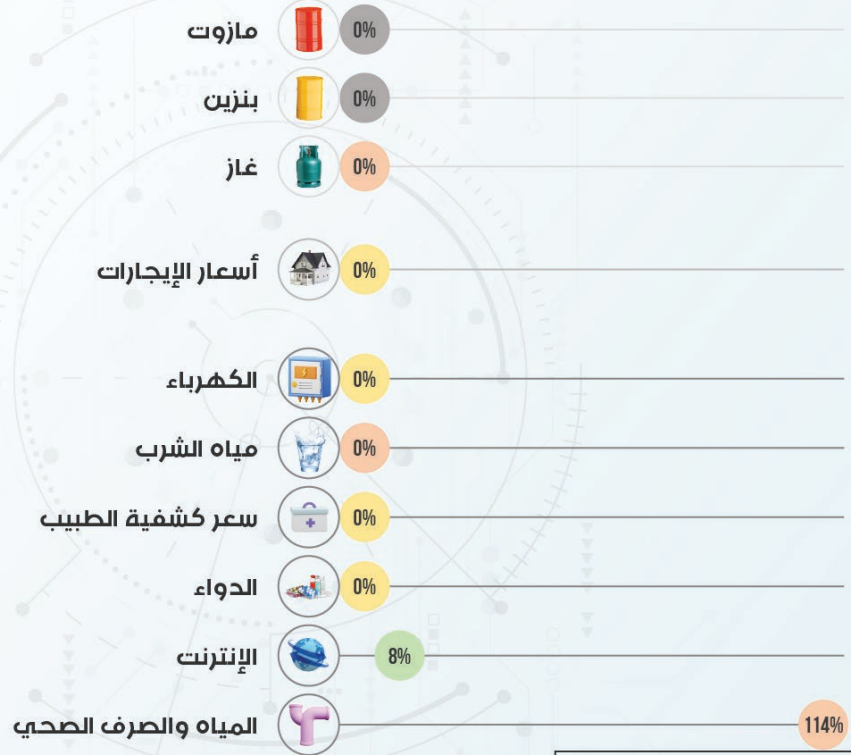 مازوت 0%
بنزين 0%
غاز 0%
أسعار الإيجارات 0%
الكهرباء 0%
مياه الشرب 0%
سعر كشفية الطبيب 0%
الدواء 0%
الإنترنت 8%
المياه والصرف الصحي 114%